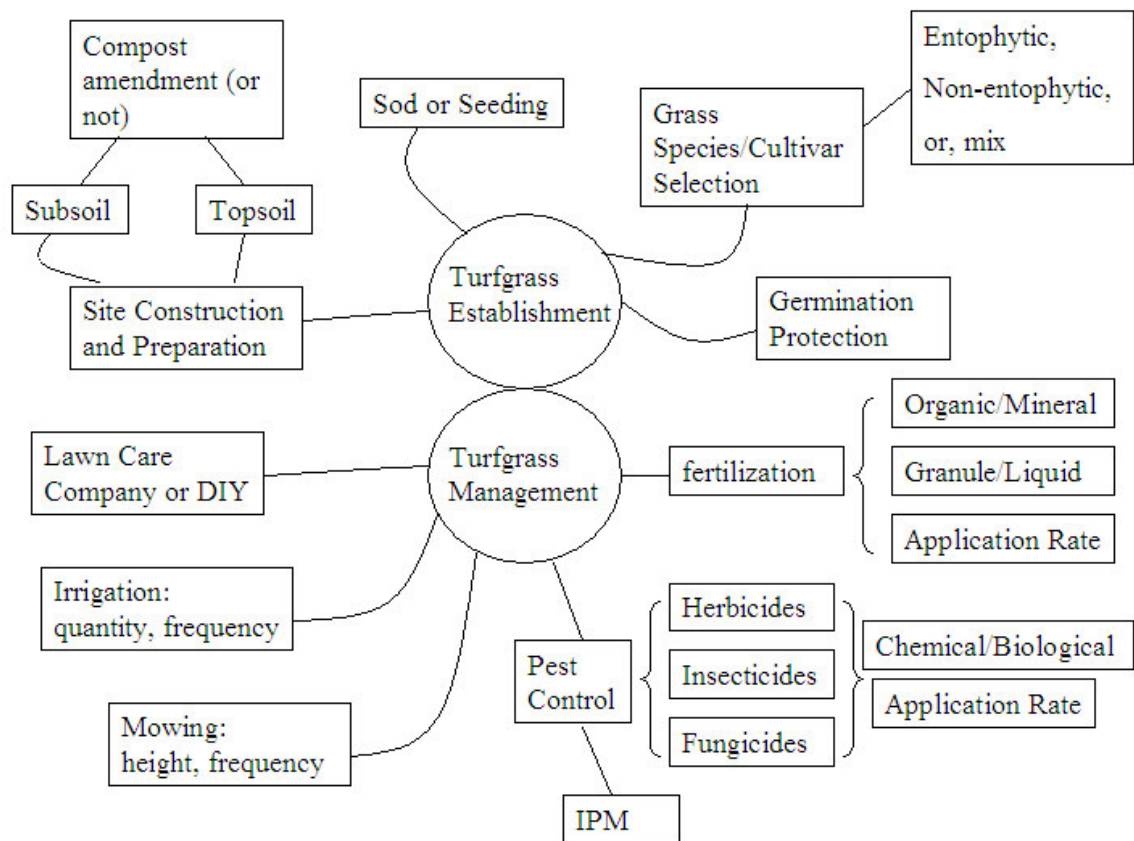 Compost
amendment (or
not)
Sod or Seeding
Grass
Species/Cultivar
Selection
Entophytic,
Non-entophytic,
or, mix
Subsoil
Topsoil
Site Construction
and Preparation
Turfgrass
Establishment
Germination
Protection
Lawn Care
Company or DIY
Turfgrass
Management
fertilization
Organic/Mineral
Granule/Liquid
Application Rate
Irrigation:
quantity, frequency
Mowing:
height, frequency
Pest
Control
Herbicides
Insecticides
Fungicides
Chemical/Biological
Application Rate
IPM